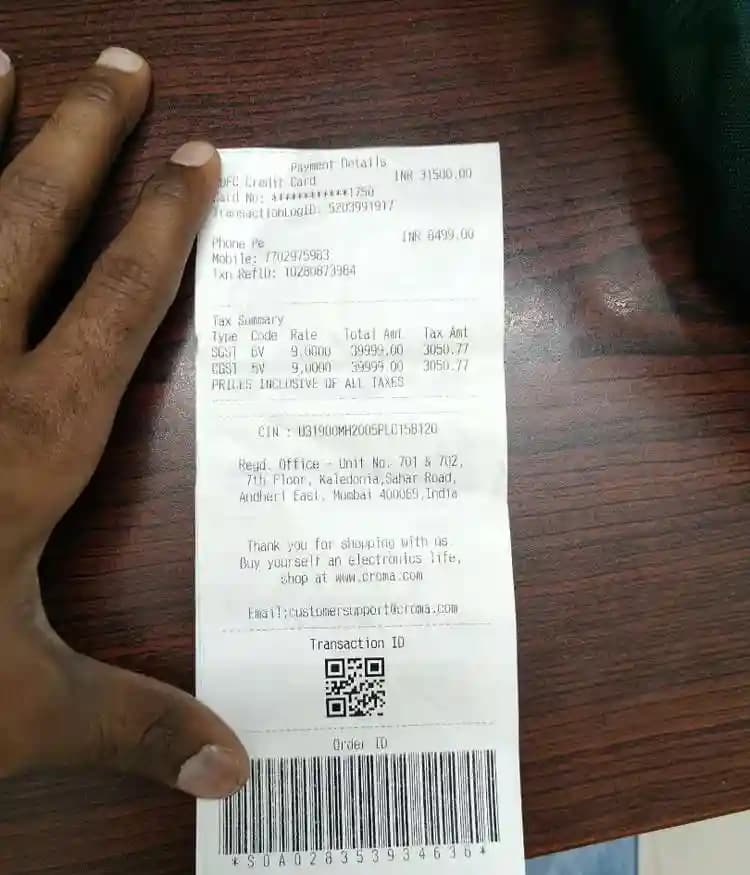 Payment Details
Credit Card INR 31500.00
Card No: ************1750
TransactionLogID: 5203991917
Phone Pe INR 8499.00
Mobile: 7702975983
Txn RefID: 10280873984
Tax Summary
Type Code Rate Total Amt Tax Amt
SGST 6V 9.0000 39999.00 3050.77
CGST 5V 9.0000 39999.00 3050.77
PRICES INCLUSIVE OF ALL TAXES
CIN : U31900MH2005PLC158120
Regd. Office - Unit No. 701 & 702,
7th Floor, Kaledonia,Sahar Road,
Andheri East, Mumbai 400069,India
Thank you for shopping with us.
Buy yourself an electronics life,
shop at www.croma.com
Email:customersupport@croma.com
Transaction ID
Order ID
*SOA028353934636*